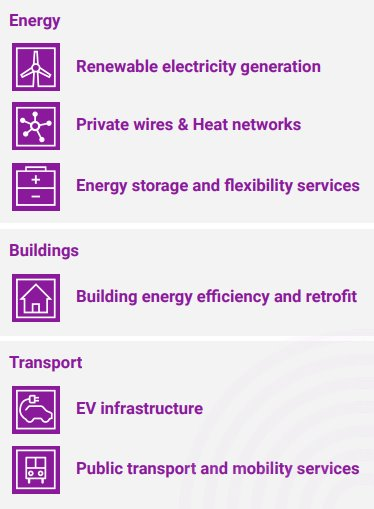 Energy
Renewable electricity generation
Private wires & Heat networks
Energy storage and flexibility services
Buildings
Building energy efficiency and retrofit
Transport
EV infrastructure
Public transport and mobility services